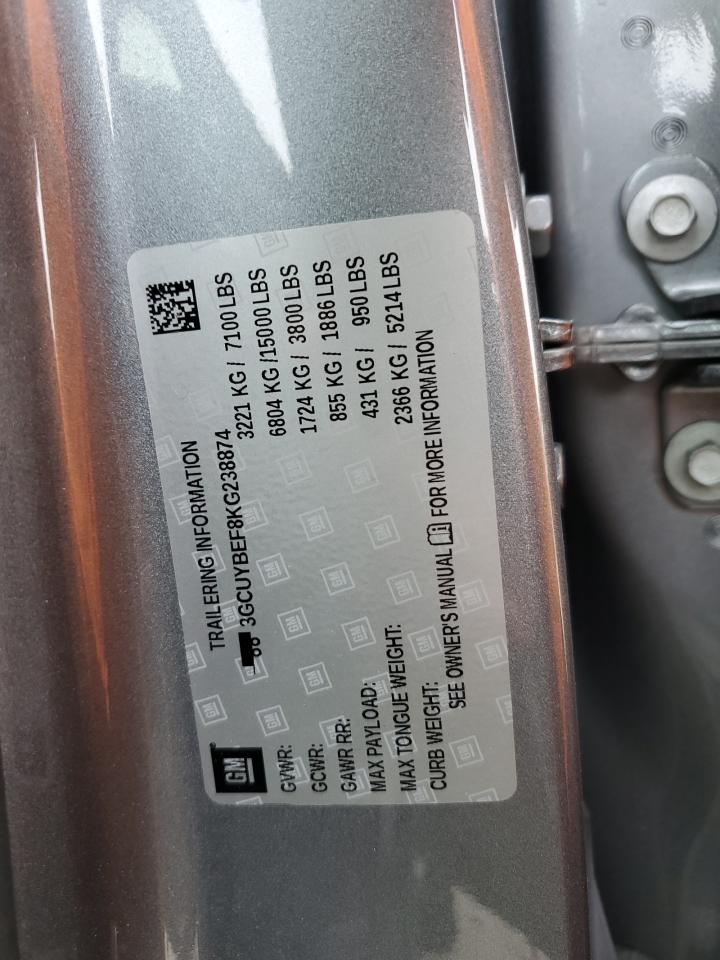 GM
TRAILERING INFORMATION
3GCUYBEF8KG238874
GVWR: 3221 KG / 7100 LBS
GCWR: 6804 KG /15000 LBS
GAWR RR: 1724 KG / 3800 LBS
MAX PAYLOAD: 855 KG / 1886 LBS
MAX TONGUE WEIGHT: 431 KG / 950 LBS
CURB WEIGHT: 2366 KG / 5214 LBS
SEE OWNER'S MANUAL FOR MORE INFORMATION